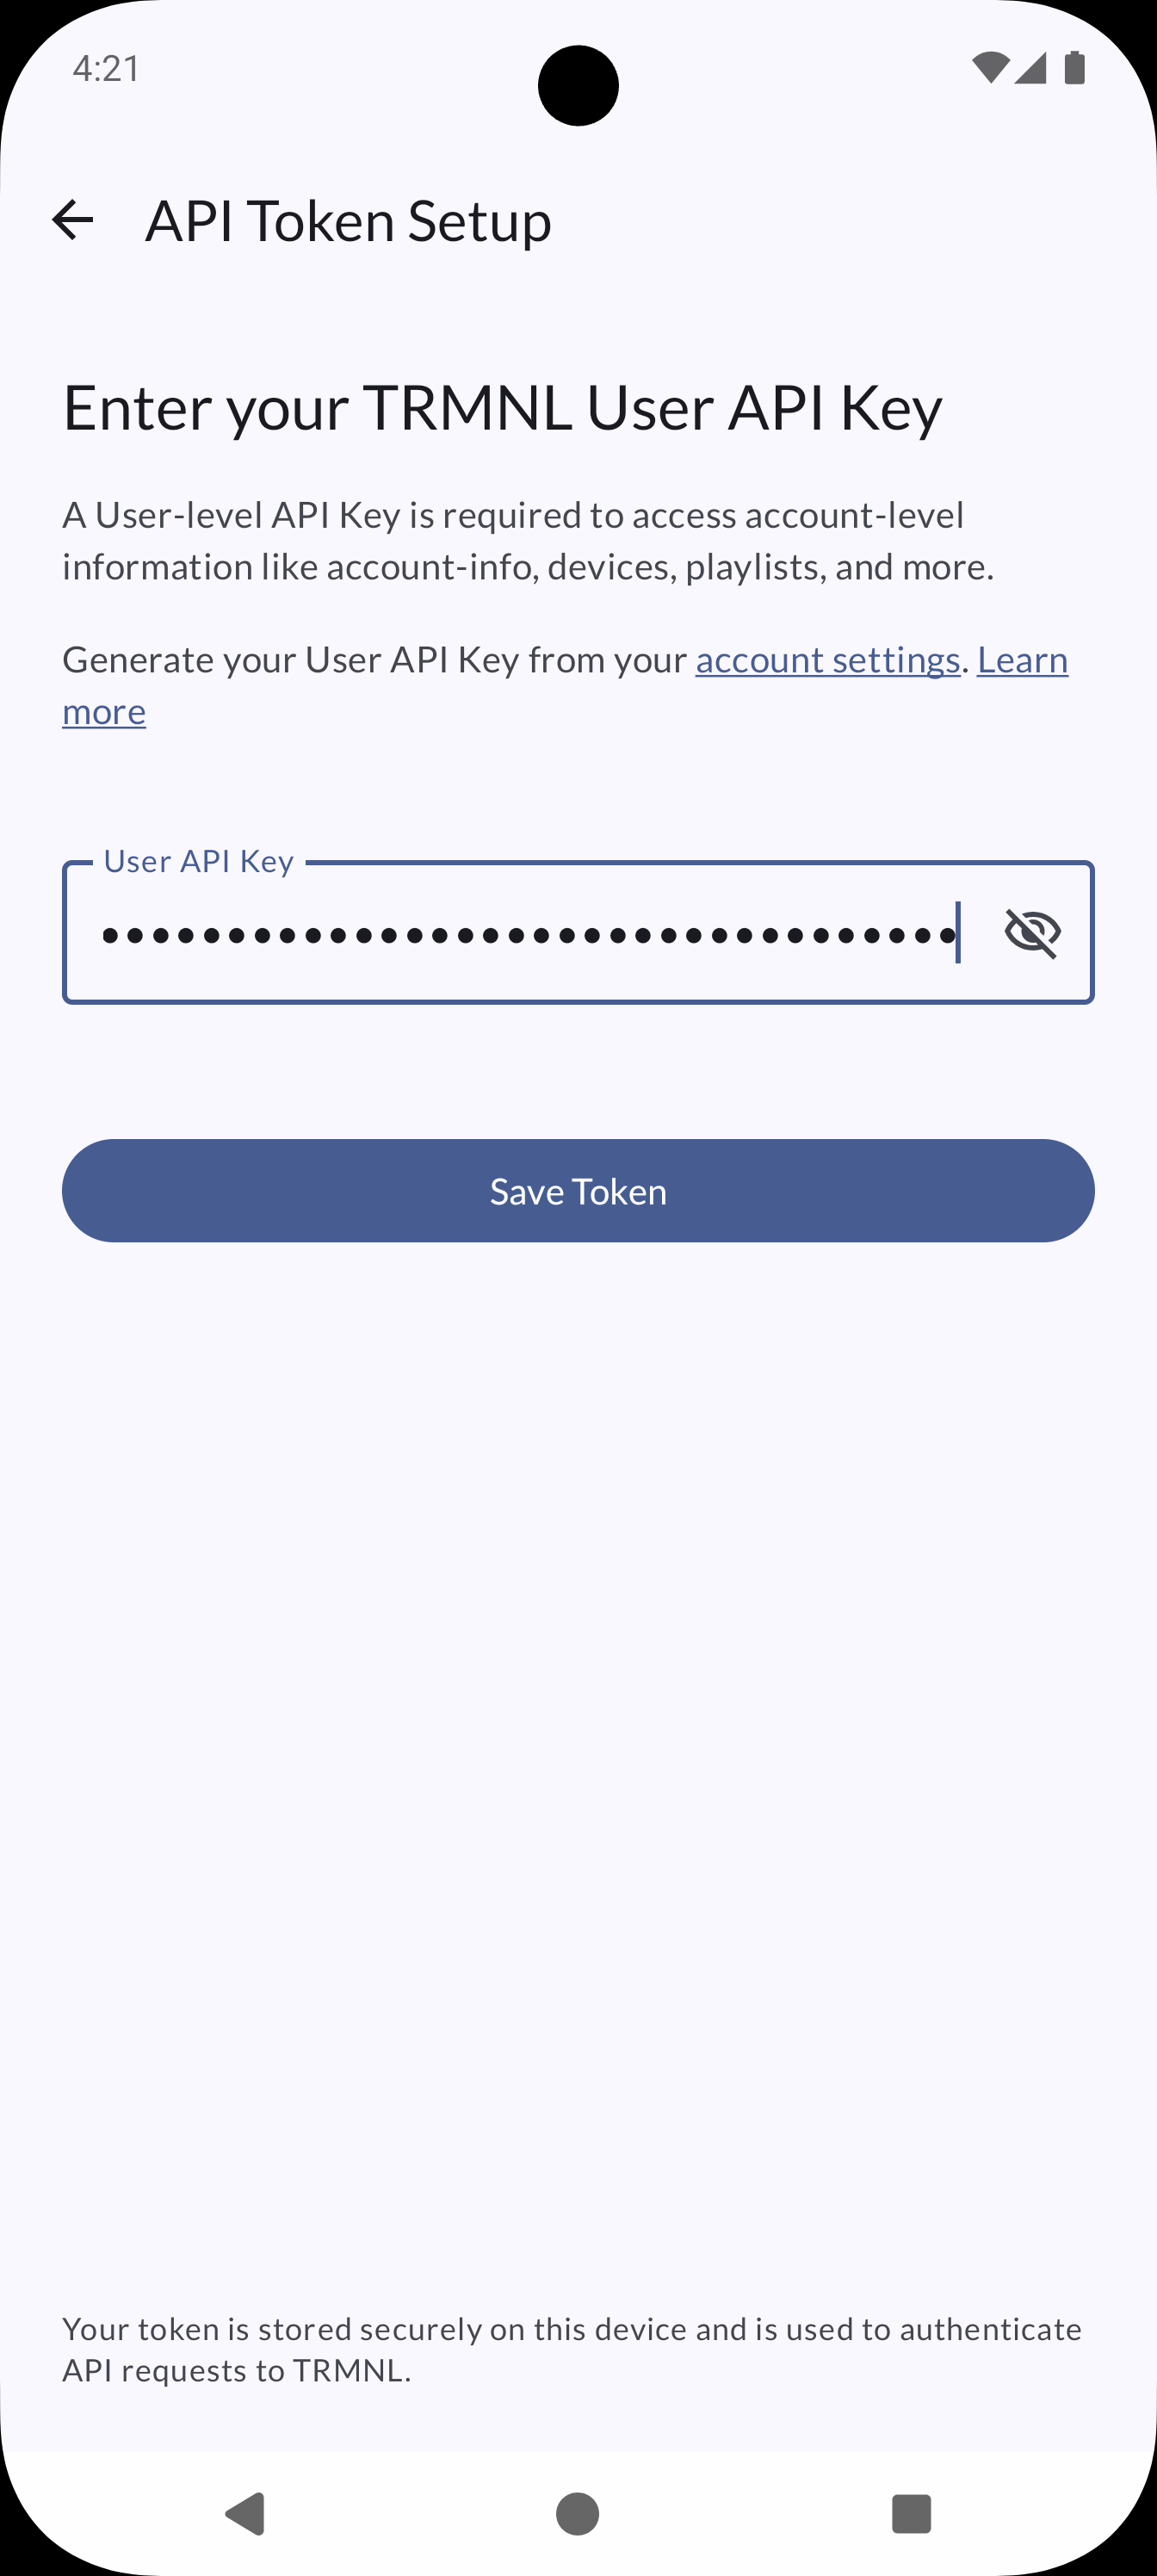 4:21
API Token Setup
Enter your TRMNL User API Key
A User-level API Key is required to access account-level
information like account-info, devices, playlists, and more.
Generate your User API Key from your account settings. Learn
more
User API Key
••••••••••••••••••••••••••••••••••
Save Token
Your token is stored securely on this device and is used to authenticate
API requests to TRMNL.